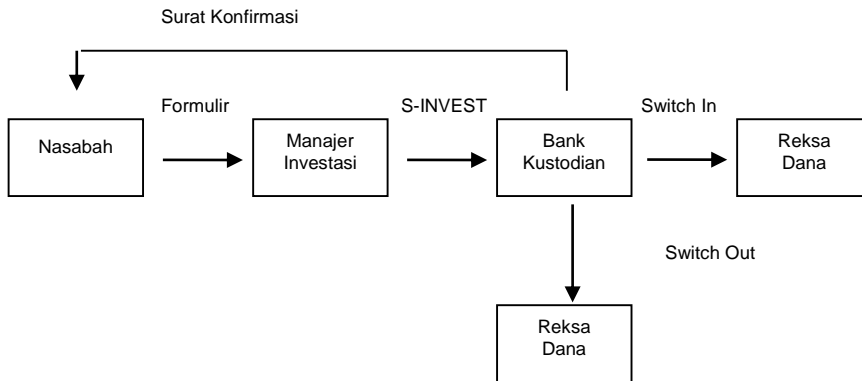 Surat Konfirmasi
Formulir
S-INVEST
Switch In
Nasabah
Manajer
Investasi
Bank
Kustodian
Reksa
Dana
Switch Out
Reksa
Dana